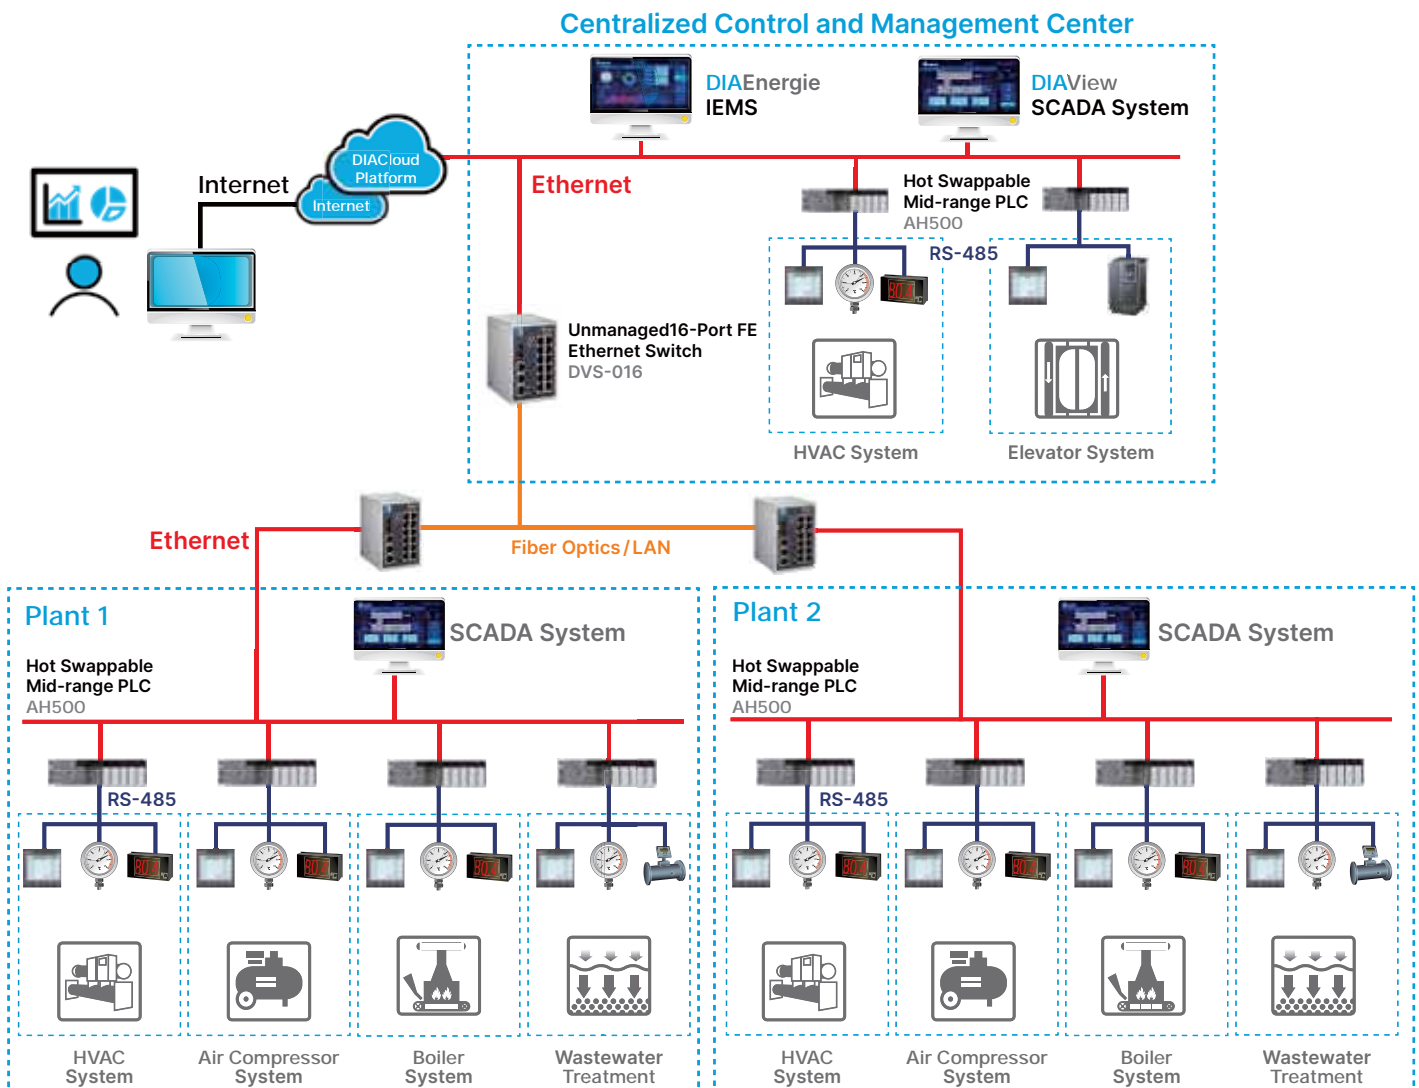 Centralized Control and Management Center
DIAEnergie
IEMS
DIAView
SCADA System
DIACloud
Platform
Internet
Internet
Ethernet
Hot Swappable
Mid-range PLC
AH500
RS-485
Unmanaged16-Port FE
Ethernet Switch
DVS-016
HVAC System
Elevator System
Ethernet
Fiber Optics/LAN
Plant 1
SCADA System
Hot Swappable
Mid-range PLC
AH500
RS-485
HVAC
System
Air Compressor
System
Boiler
System
Wastewater
Treatment
Plant 2
SCADA System
Hot Swappable
Mid-range PLC
AH500
RS-485
HVAC
System
Air Compressor
System
Boiler
System
Wastewater
Treatment